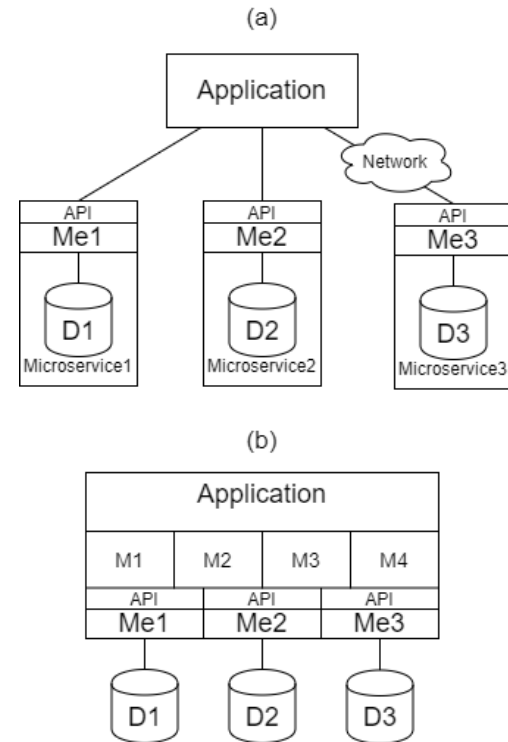 (a)
Application
Network
API API API
Me1 Me2 Me3
D1 D2 D3
Microservice1 Microservice2 Microservice3
(b)
Application
M1 M2 M3 M4
API API API
Me1 Me2 Me3
D1 D2 D3